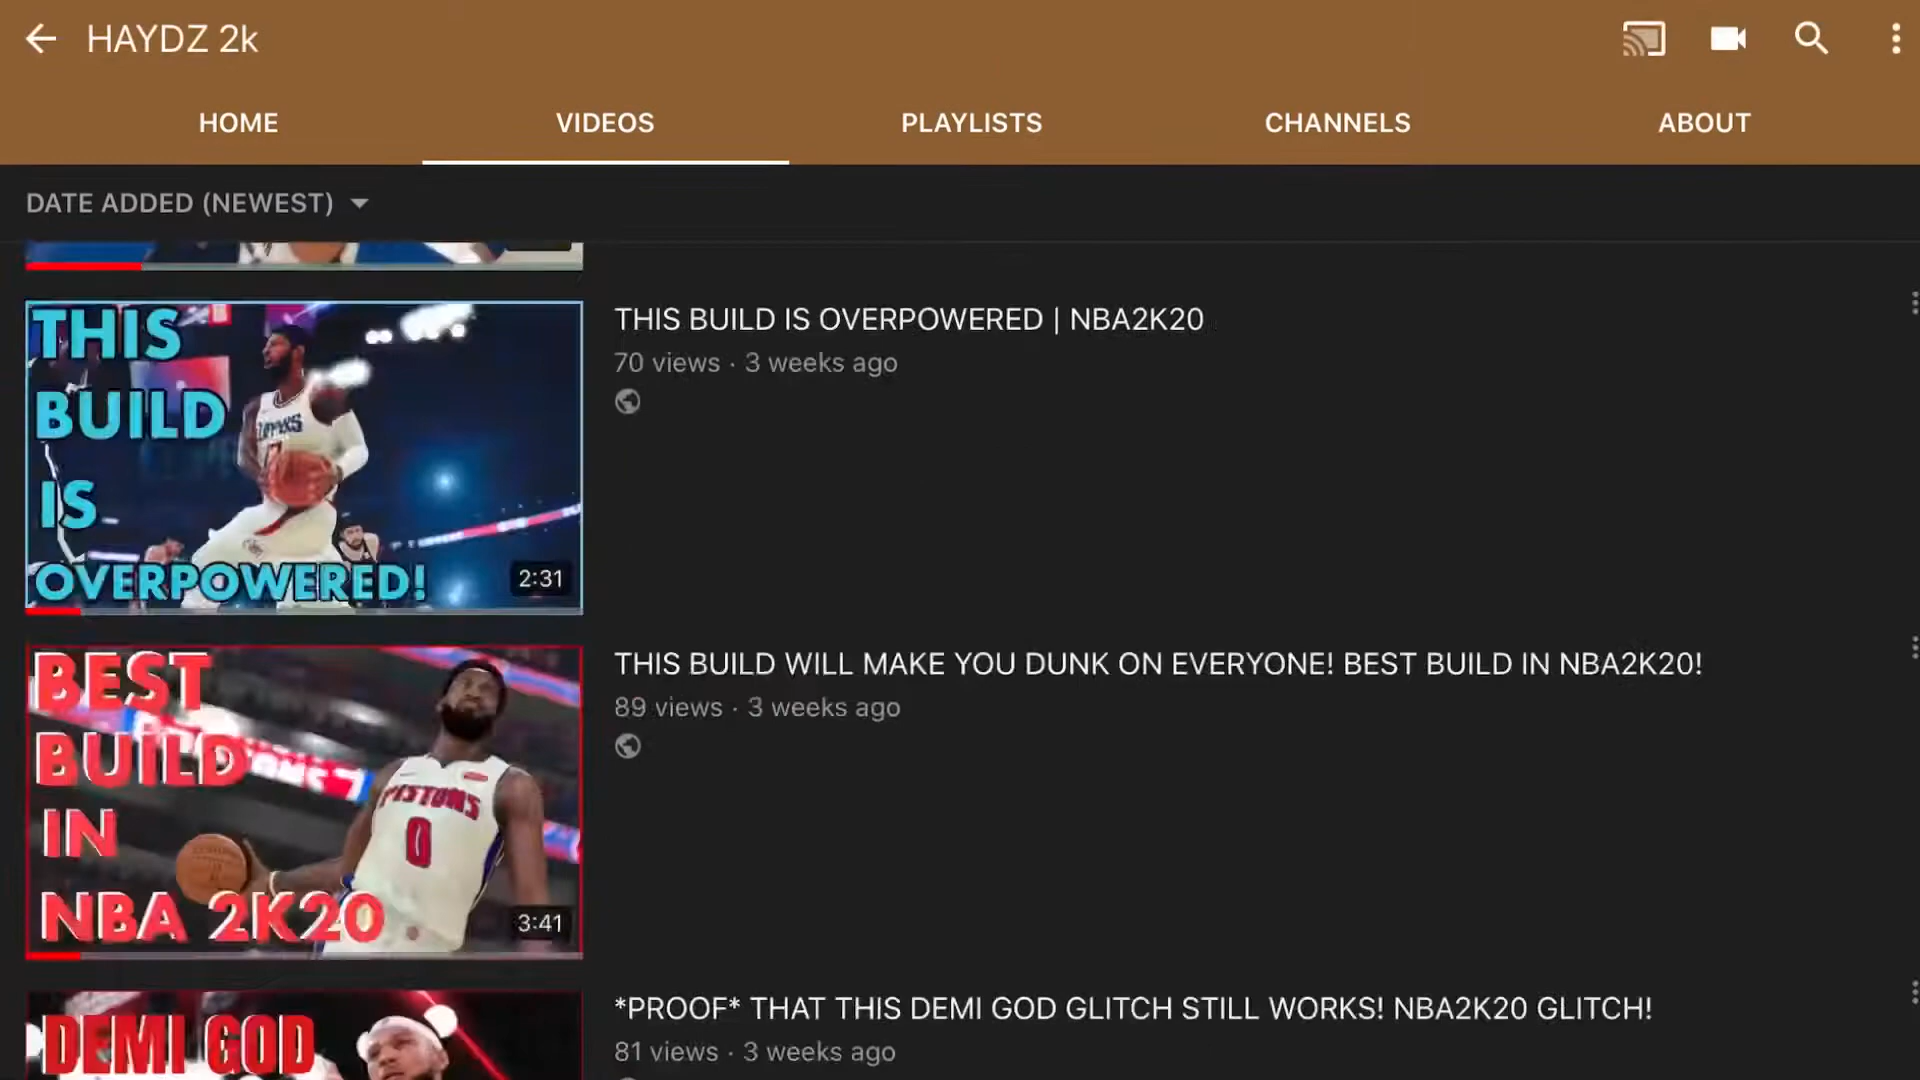 HAYDZ 2k
HOME VIDEOS PLAYLISTS CHANNELS ABOUT
DATE ADDED (NEWEST)
THIS
BUILD
IS
OVERPOWERED!
CLIPPERS
2:31
THIS BUILD IS OVERPOWERED | NBA2K20
70 views · 3 weeks ago
BEST
BUILD
IN
NBA 2K20
PISTONS
0
3:41
THIS BUILD WILL MAKE YOU DUNK ON EVERYONE! BEST BUILD IN NBA2K20!
89 views · 3 weeks ago
DEMI GOD
*PROOF* THAT THIS DEMI GOD GLITCH STILL WORKS! NBA2K20 GLITCH!
81 views · 3 weeks ago